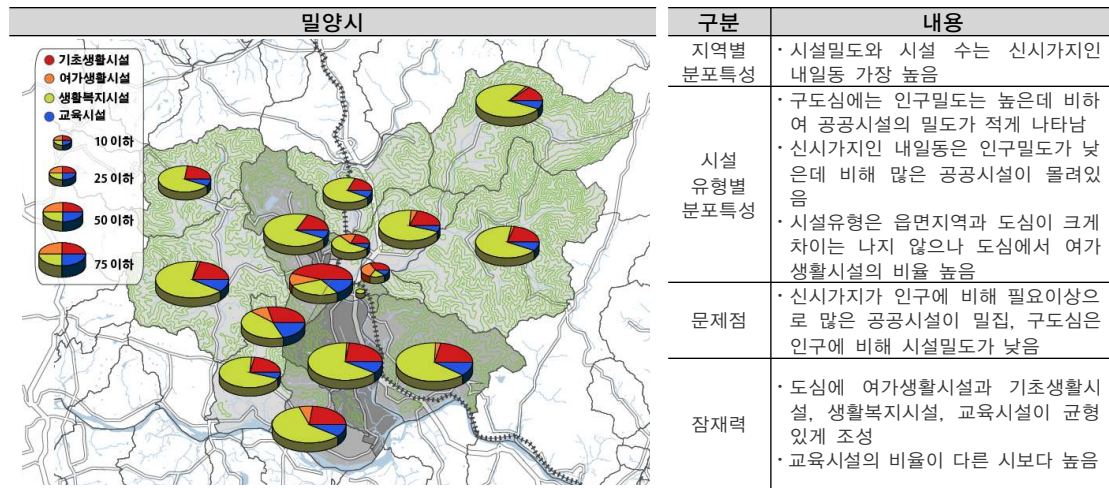 밀양시
기초생활시설
여가생활시설
생활복지시설
교육시설
10 이하
25 이하
50 이하
75 이하
구분 내용
지역별
분포특성
· 시설밀도와 시설 수는 신시가지인
내일동 가장 높음
시설
유형별
분포특성
· 구도심에는 인구밀도는 높은데 비하
여 공공시설의 밀도가 적게 나타남
· 신시가지인 내일동은 인구밀도가 낮
은데 비해 많은 공공시설이 몰려있
음
· 시설유형은 읍면지역과 도심이 크게
차이는 나지 않으나 도심에서 여가
생활시설의 비율 높음
문제점
· 신시가지가 인구에 비해 필요이상으
로 많은 공공시설이 밀집, 구도심은
인구에 비해 시설밀도가 낮음
잠재력
· 도심에 여가생활시설과 기초생활시
설, 생활복지시설, 교육시설이 균형
있게 조성
· 교육시설의 비율이 다른 시보다 높음